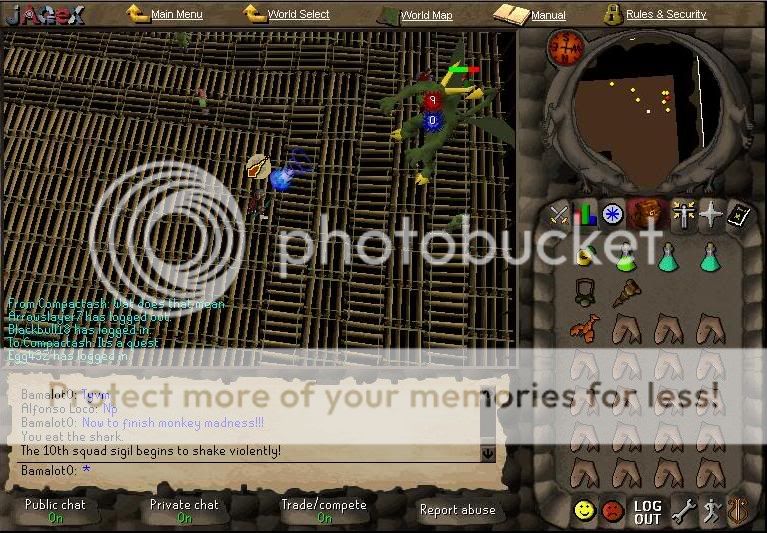 JAGEX
Main Menu
World Select
World Map
Manual
Rules & Security
9
0
photobucket
From Compactash: Wat does that mean
Arrowslayer7 has logged out.
Blackbull18 has logged in.
To Compactash: Its a quest
Egg432 has logged in.
Protect more of your memories for less!
Bamalot0: Tyvm
Alfonso Loco: Np
Bamalot0: Now to finish monkey madness!!!
You eat the shark.
The 10th squad sigil begins to shake violently!
Bamalot0: *
Public chat
On
Private chat
On
Trade/compete
On
Report abuse
LOG
OUT